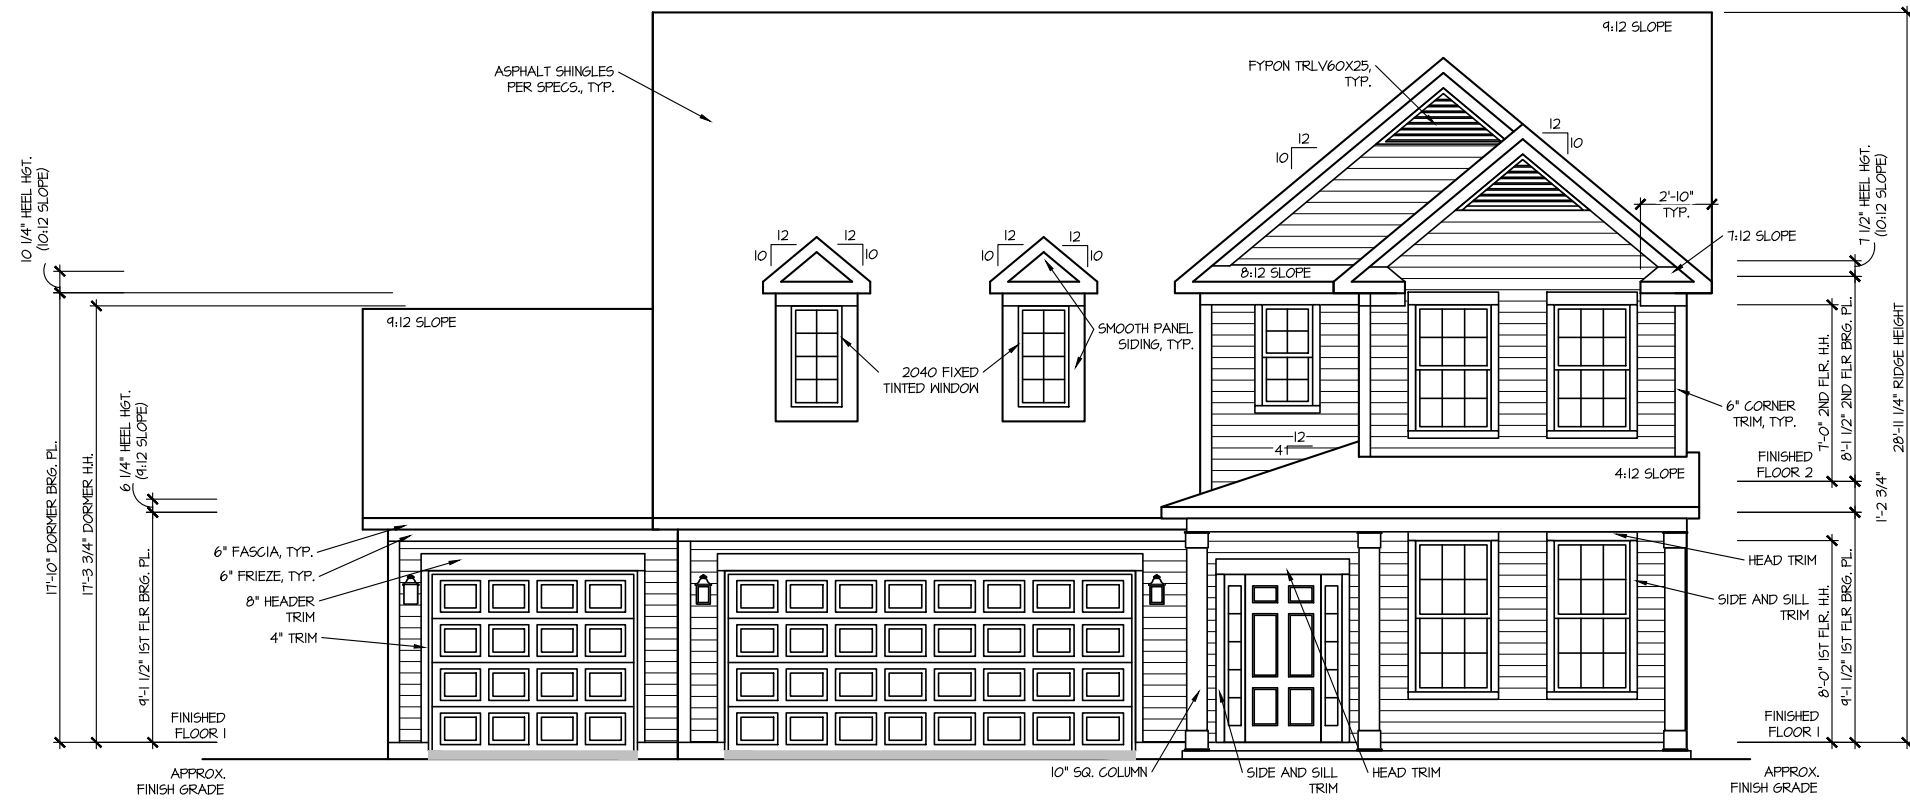 9:12 SLOPE
ASPHALT SHINGLES
PER SPECS., TYP.
FYPON TRLV60X25,
TYP.
12
10
12
10
2'-10"
TYP.
7:12 SLOPE
8:12 SLOPE
12
10
12
10
12
10
12
10
10 1/4" HEEL HGT.
(10:12 SLOPE)
7 1/2" HEEL HGT.
(10:12 SLOPE)
9:12 SLOPE
SMOOTH PANEL
SIDING, TYP.
2040 FIXED
TINTED WINDOW
6" CORNER
TRIM, TYP.
12
4
FINISHED
FLOOR 2
4:12 SLOPE
17'-10" DORMER BRG. PL.
17'-3 3/4" DORMER H.H.
6 1/4" HEEL HGT.
(9:12 SLOPE)
9'-1 1/2" 1ST FLR BRG. PL.
7'-0" 2ND FLR. H.H.
8'-1 1/2" 2ND FLR BRG. PL.
28'-11 1/4" RIDGE HEIGHT
1'-2 3/4"
8'-0" 1ST FLR. H.H.
9'-1 1/2" 1ST FLR BRG. PL.
6" FASCIA, TYP.
6" FRIEZE, TYP.
8" HEADER
TRIM
4" TRIM
HEAD TRIM
SIDE AND SILL
TRIM
FINISHED
FLOOR 1
FINISHED
FLOOR 1
APPROX.
FINISH GRADE
10" SQ. COLUMN
SIDE AND SILL
TRIM
HEAD TRIM
APPROX.
FINISH GRADE